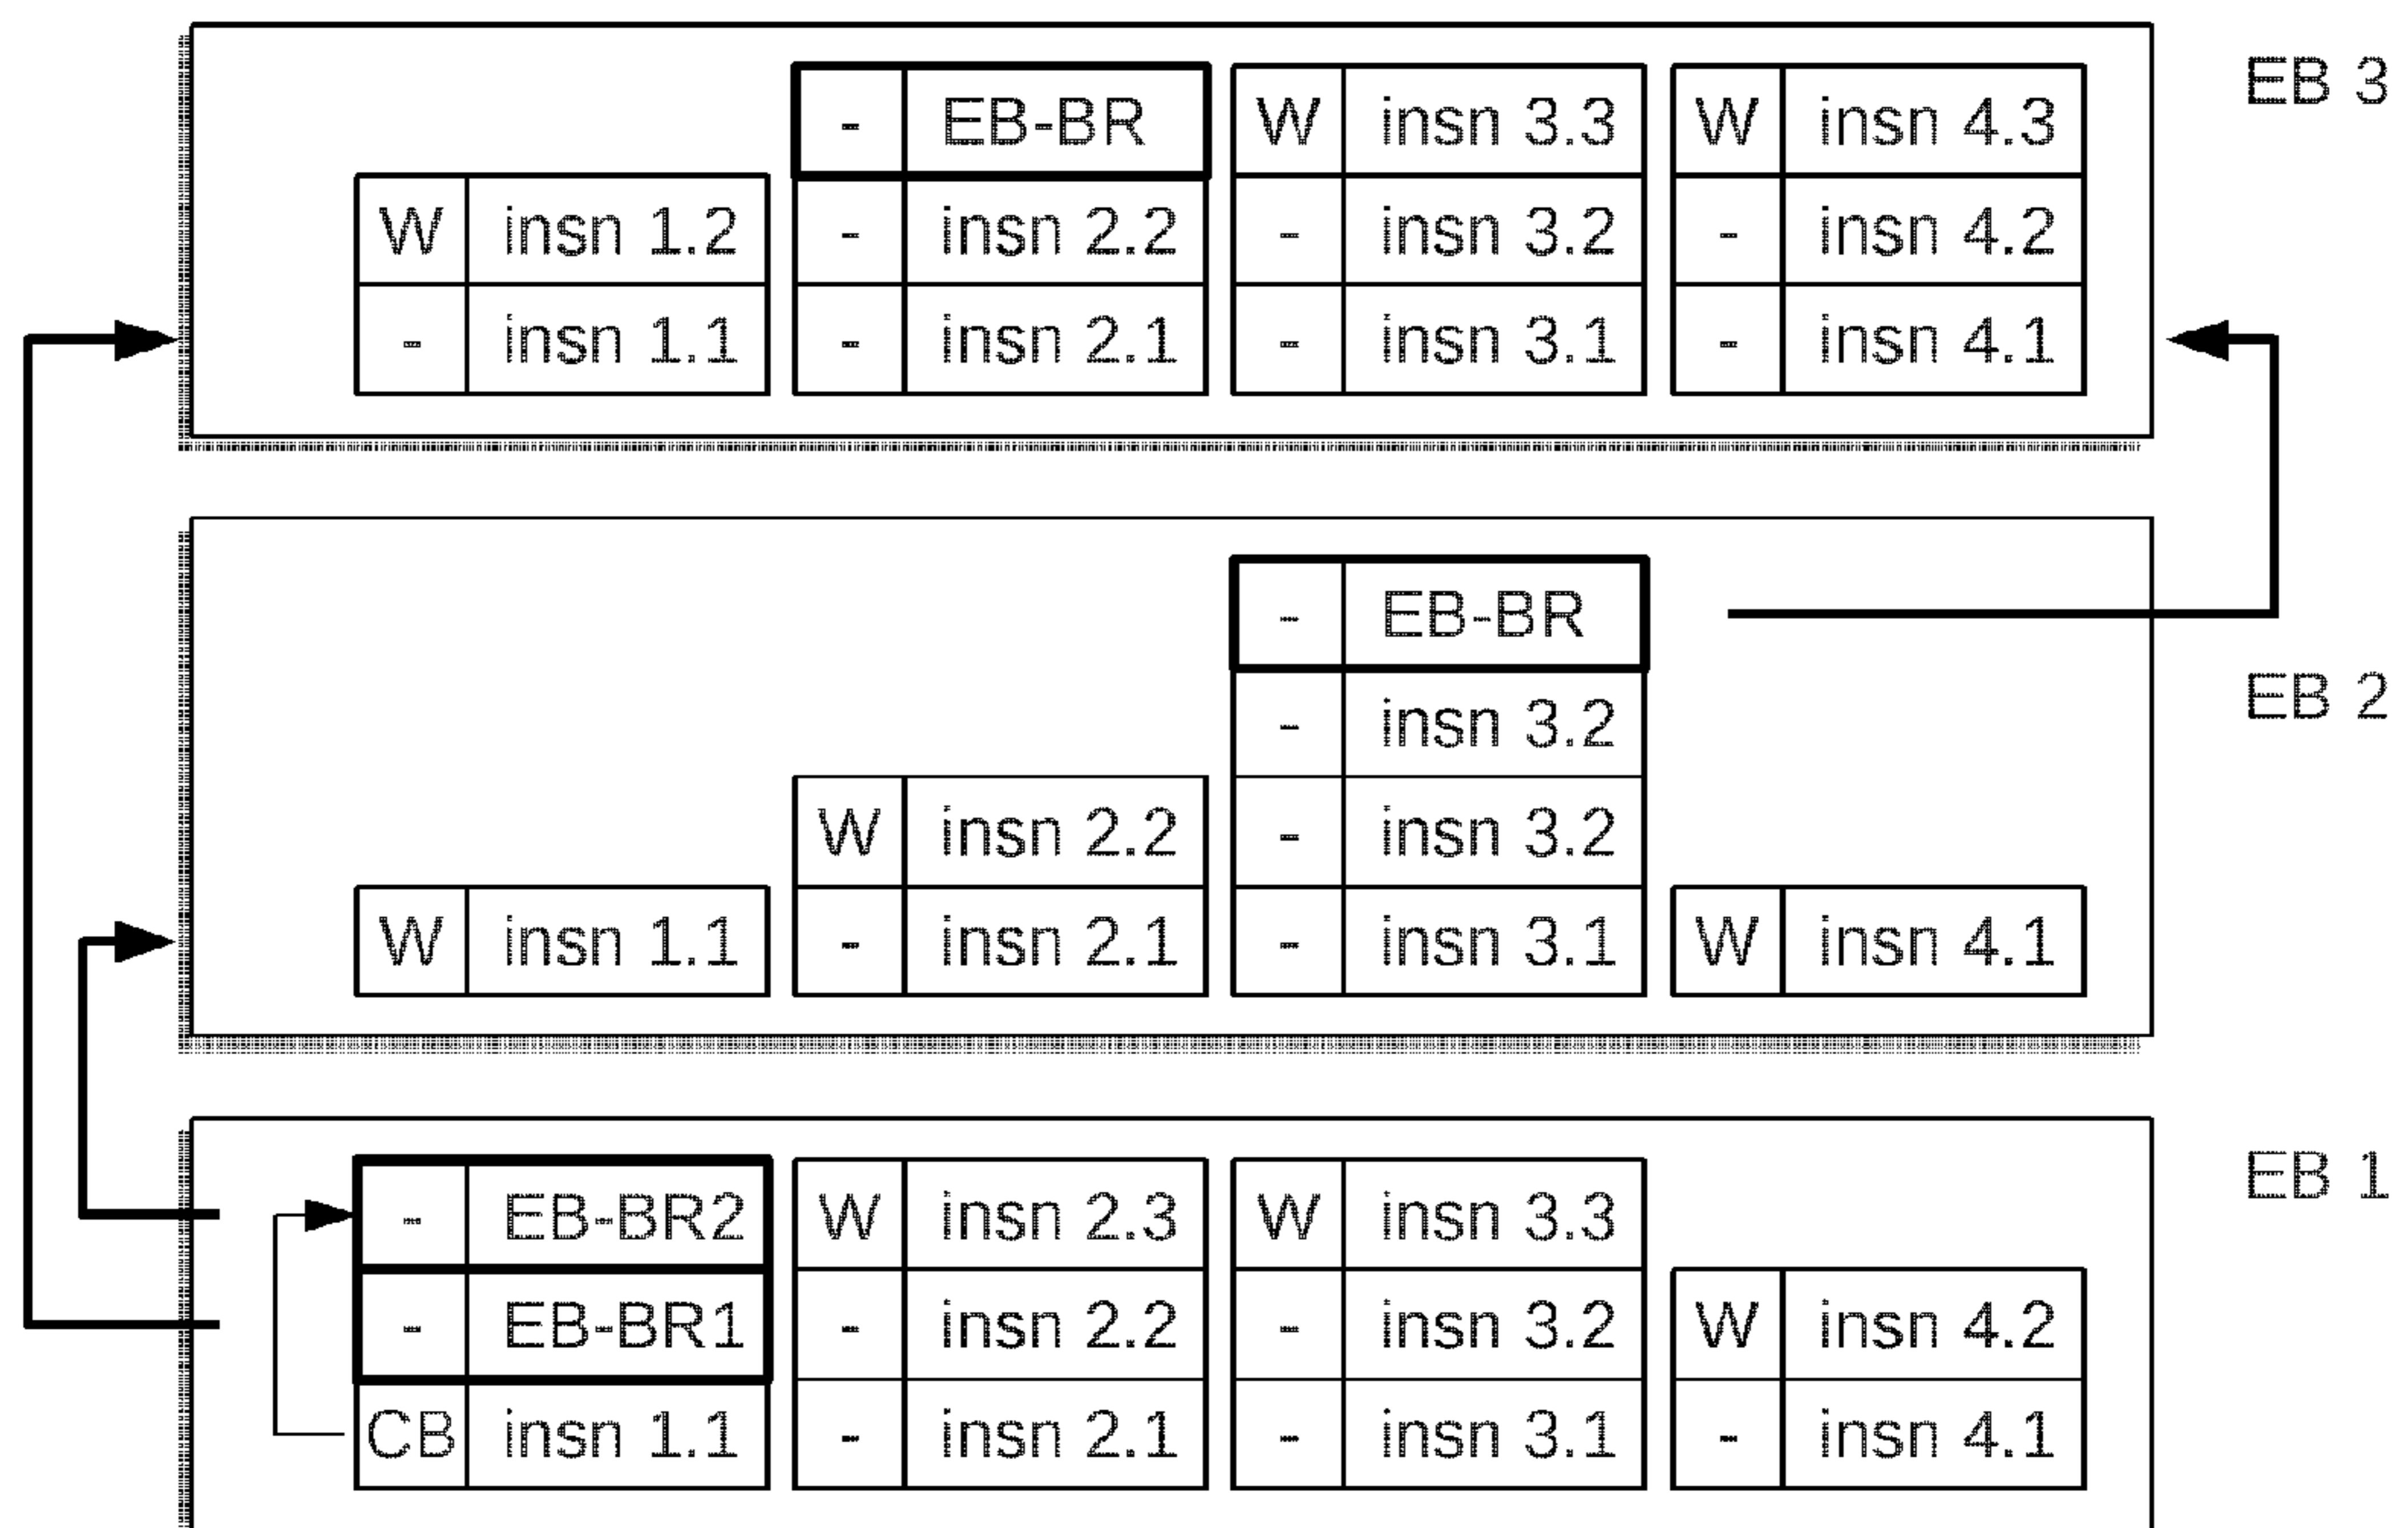 - EB-BR W insn 3.3 W insn 4.3 EB 3
W insn 1.2 - insn 2.2 - insn 3.2 - insn 4.2
- insn 1.1 - insn 2.1 - insn 3.1 - insn 4.1
- EB-BR
- insn 3.2 EB 2
W insn 2.2 - insn 3.2
W insn 1.1 - insn 2.1 - insn 3.1 W insn 4.1
- EB-BR2 W insn 2.3 W insn 3.3 EB 1
- EB-BR1 - insn 2.2 - insn 3.2 W insn 4.2
CB insn 1.1 - insn 2.1 - insn 3.1 - insn 4.1